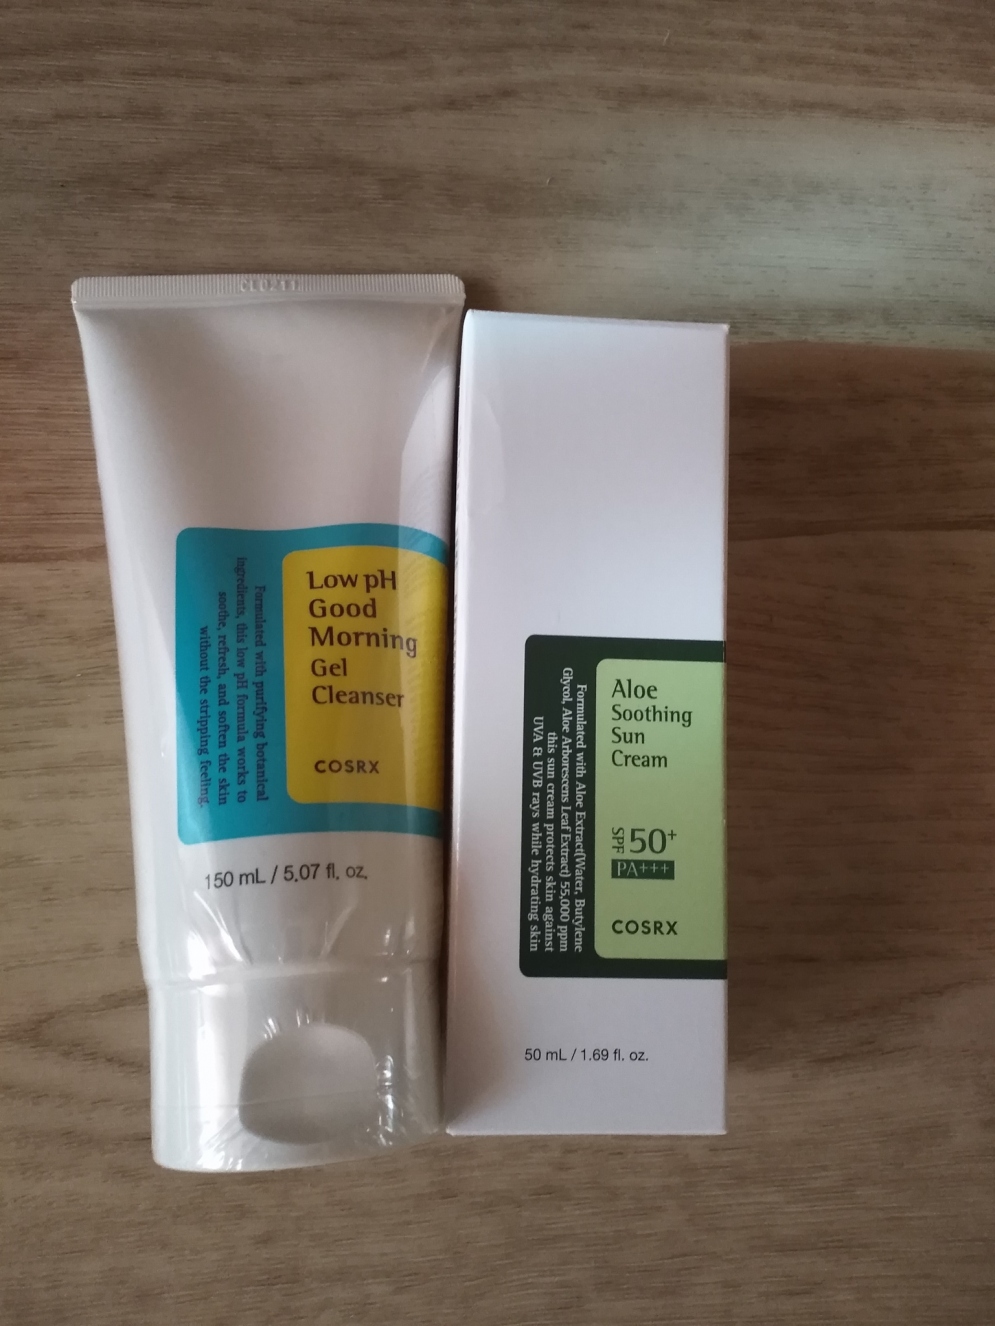 Low pH
Good
Morning
Gel
Cleanser
COSRX
Formulated with purifying botanical
ingredients, this low pH formula works to
soothe, refresh, and soften the skin
without the stripping feeling.
150 mL / 5.07 fl. oz.
Aloe
Soothing
Sun
Cream
SPF 50+
PA+++
COSRX
Formulated with Aloe Extract(Water, Butylene
Glycol, Aloe Arborescens Leaf Extract) 55,000 ppm
this sun cream protects skin against
UVA & UVB rays while hydrating skin
50 mL / 1.69 fl. oz.